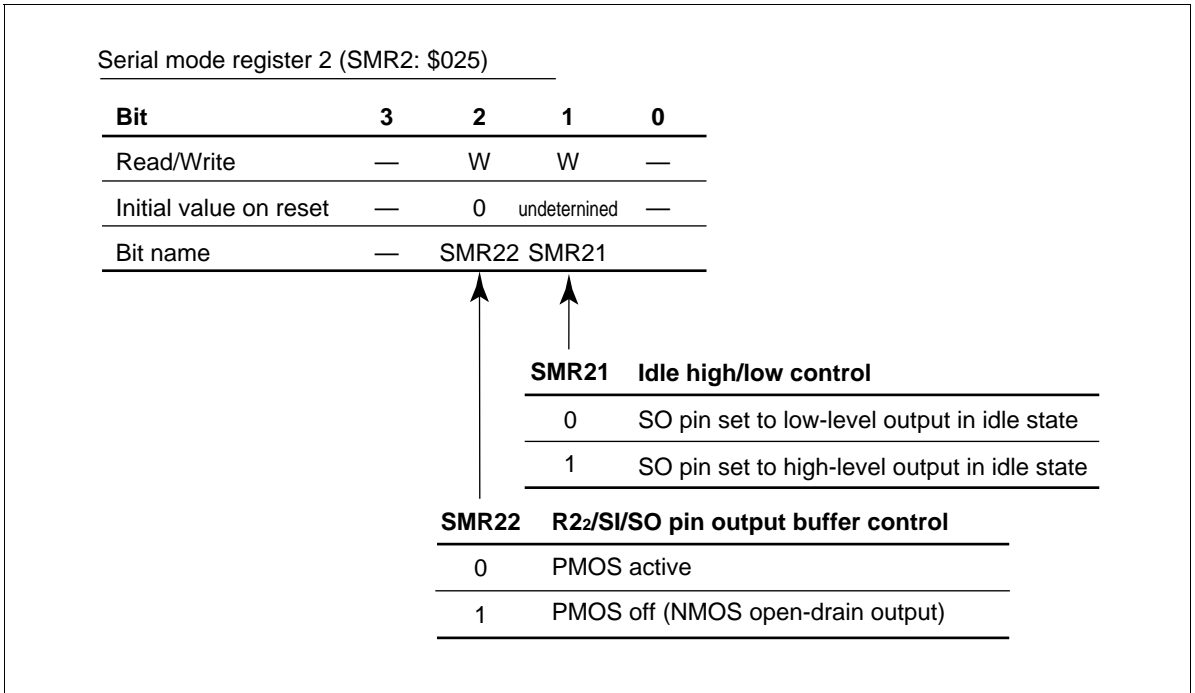 Serial mode register 2 (SMR2: $025)
Bit 3 2 1 0
Read/Write — W W —
Initial value on reset — 0 undeternined —
Bit name — SMR22 SMR21
SMR21 Idle high/low control
0 SO pin set to low-level output in idle state
1 SO pin set to high-level output in idle state
SMR22 R2₂/SI/SO pin output buffer control
0 PMOS active
1 PMOS off (NMOS open-drain output)